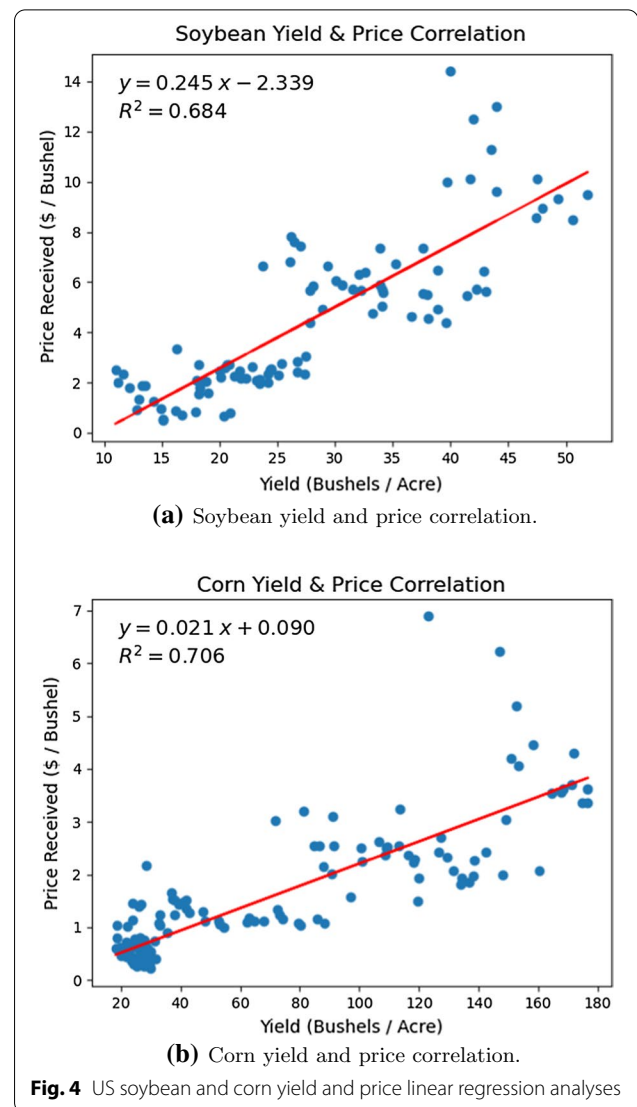 Soybean Yield & Price Correlation
y = 0.245 x − 2.339
R² = 0.684
14
12
10
8
6
4
2
0
Price Received ($ / Bushel)
10 15 20 25 30 35 40 45 50
Yield (Bushels / Acre)
(a) Soybean yield and price correlation.
Corn Yield & Price Correlation
y = 0.021 x + 0.090
R² = 0.706
7
6
5
4
3
2
1
0
Price Received ($ / Bushel)
20 40 60 80 100 120 140 160 180
Yield (Bushels / Acre)
(b) Corn yield and price correlation.
Fig. 4 US soybean and corn yield and price linear regression analyses